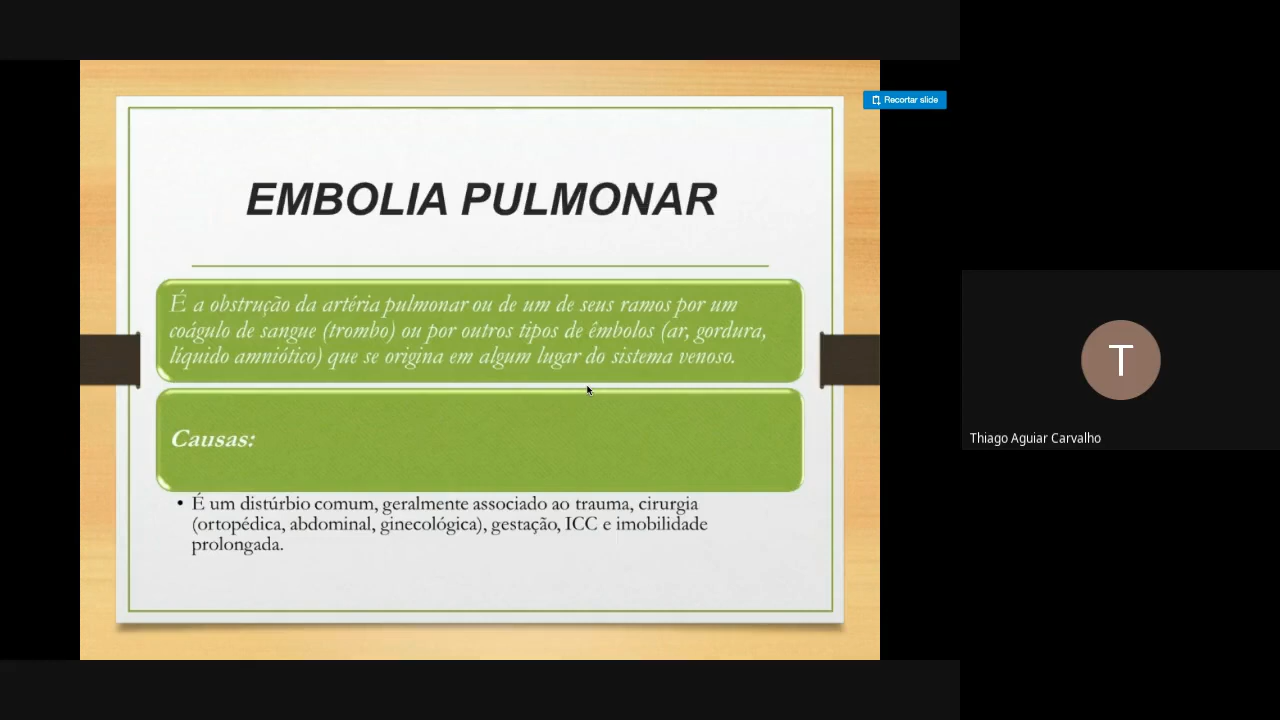 Recortar slide
EMBOLIA PULMONAR
É a obstrução da artéria pulmonar ou de um de seus ramos por um
coágulo de sangue (trombo) ou por outros tipos de êmbolos (ar, gordura,
líquido amniótico) que se origina em algum lugar do sistema venoso.
Causas:
• É um distúrbio comum, geralmente associado ao trauma, cirurgia
(ortopédica, abdominal, ginecológica), gestação, ICC e imobilidade
prolongada.
T
Thiago Aguiar Carvalho